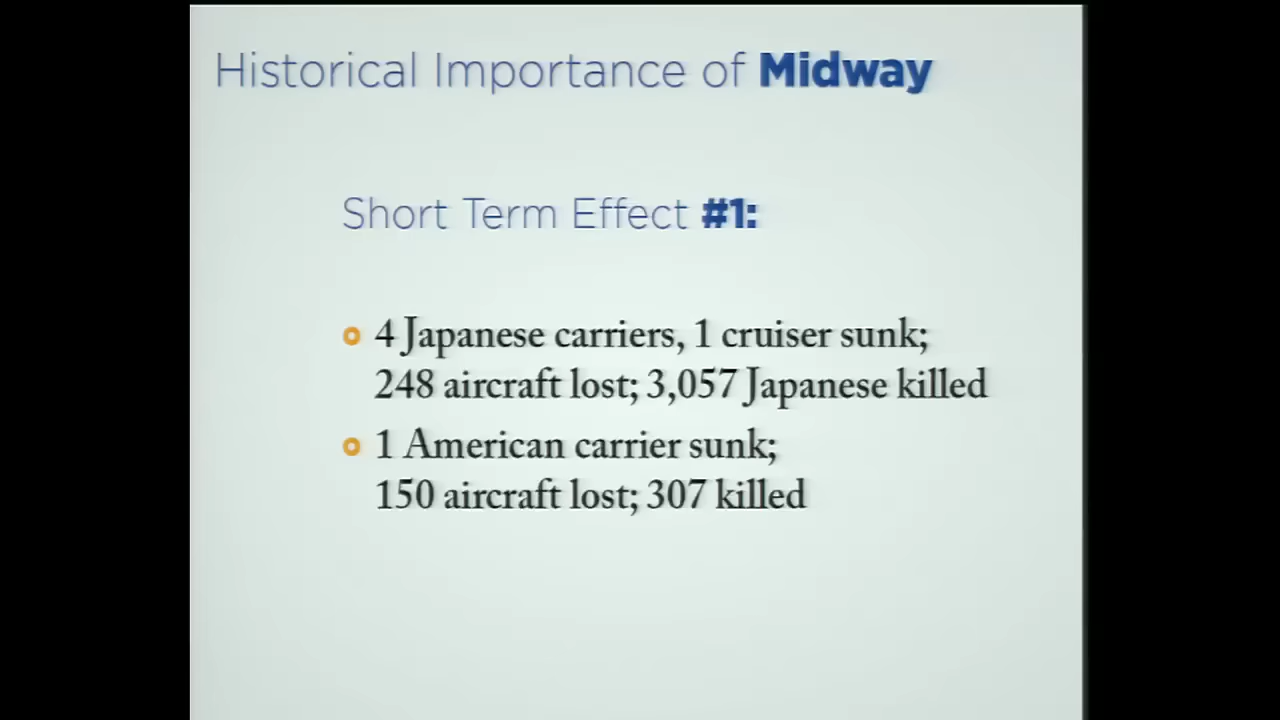 Historical Importance of Midway
Short Term Effect #1:
4 Japanese carriers, 1 cruiser sunk;
248 aircraft lost; 3,057 Japanese killed
1 American carrier sunk;
150 aircraft lost; 307 killed